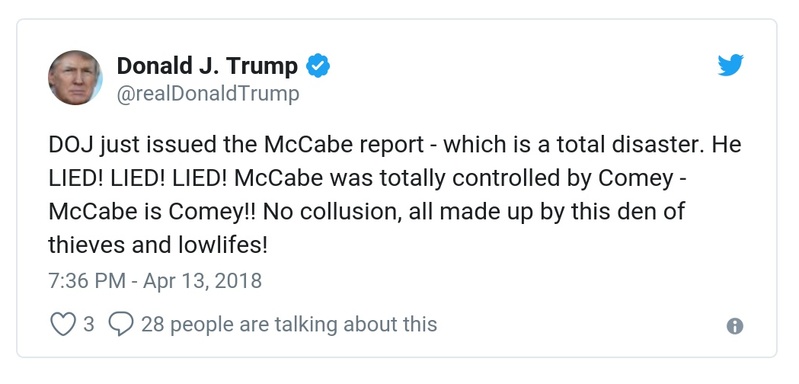 Donald J. Trump
@realDonaldTrump
DOJ just issued the McCabe report - which is a total disaster. He
LIED! LIED! LIED! McCabe was totally controlled by Comey -
McCabe is Comey!! No collusion, all made up by this den of
thieves and lowlifes!
7:36 PM - Apr 13, 2018
3 28 people are talking about this